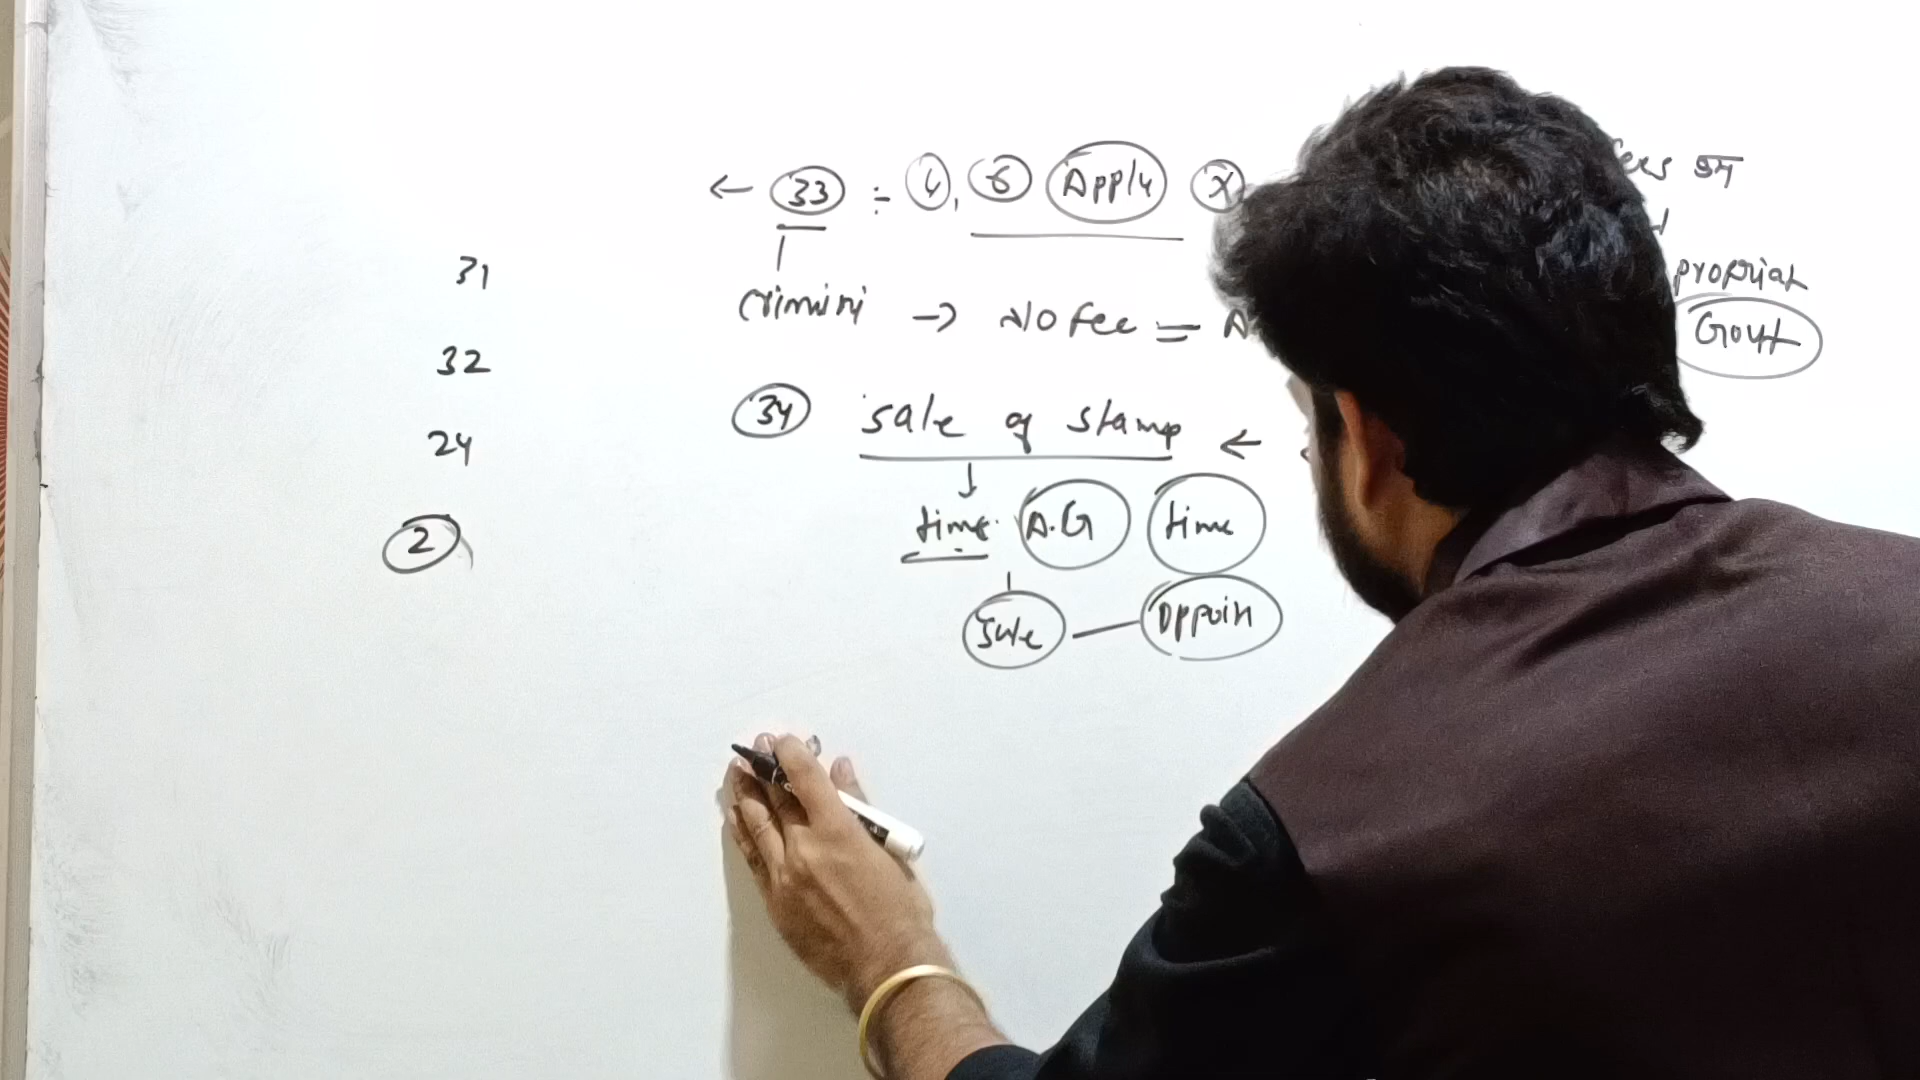 ← 33 :- 4, 6 Apply X
crimini → No fee =
propriat
Govt
31
32
24
2
34 sale of stamp ←
time. A.G time
Sale — Appoin